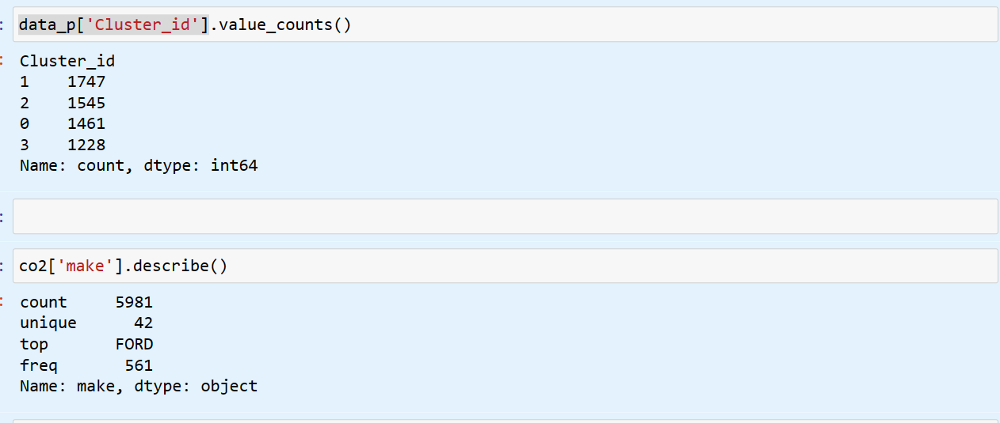 data_p['Cluster_id'].value_counts()
Cluster_id
1    1747
2    1545
0    1461
3    1228
Name: count, dtype: int64
co2['make'].describe()
count     5981
unique      42
top       FORD
freq       561
Name: make, dtype: object